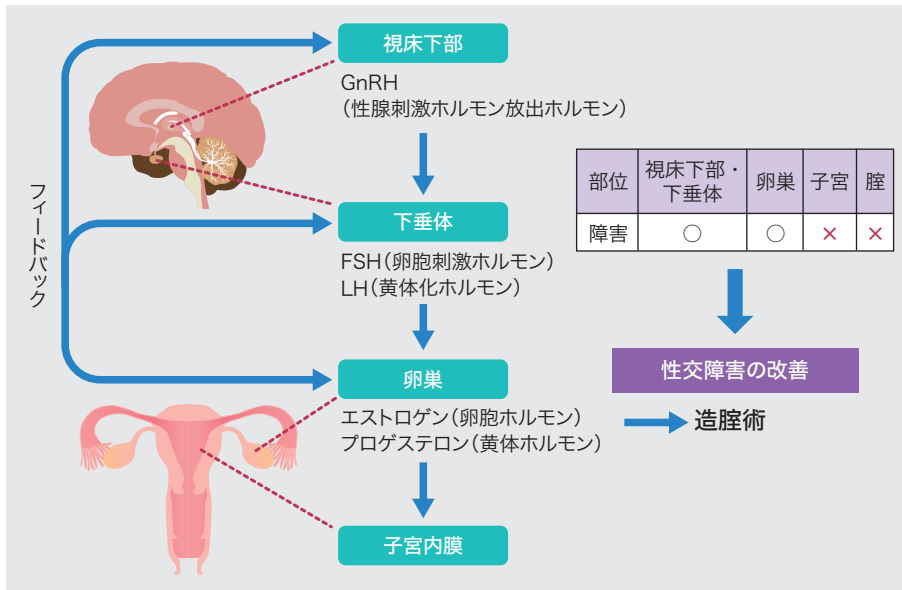 視床下部
GnRH
（性腺刺激ホルモン放出ホルモン）
フィードバック
下垂体
FSH（卵胞刺激ホルモン）
LH（黄体化ホルモン）
卵巣
エストロゲン（卵胞ホルモン）
プロゲステロン（黄体ホルモン）
子宮内膜
部位 視床下部・下垂体 卵巣 子宮 腟
障害 ○ ○ × ×
性交障害の改善
造腟術